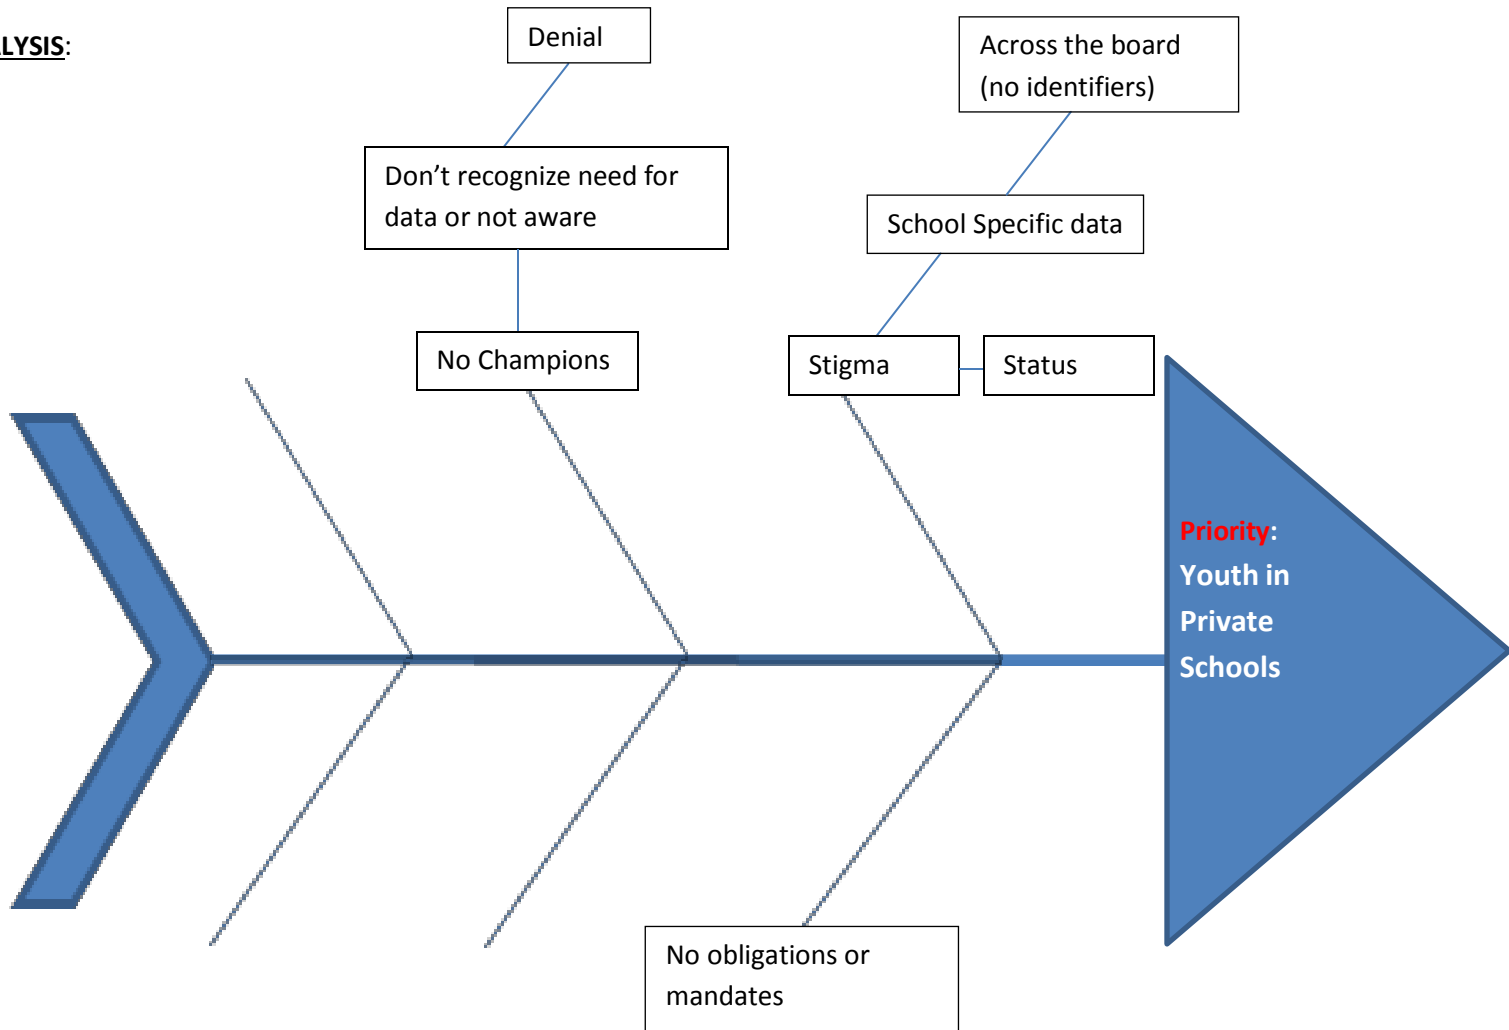 LYSIS:
Denial
Across the board
(no identifiers)
Don’t recognize need for
data or not aware
School Specific data
No Champions
Stigma
Status
Priority:
Youth in
Private
Schools
No obligations or
mandates